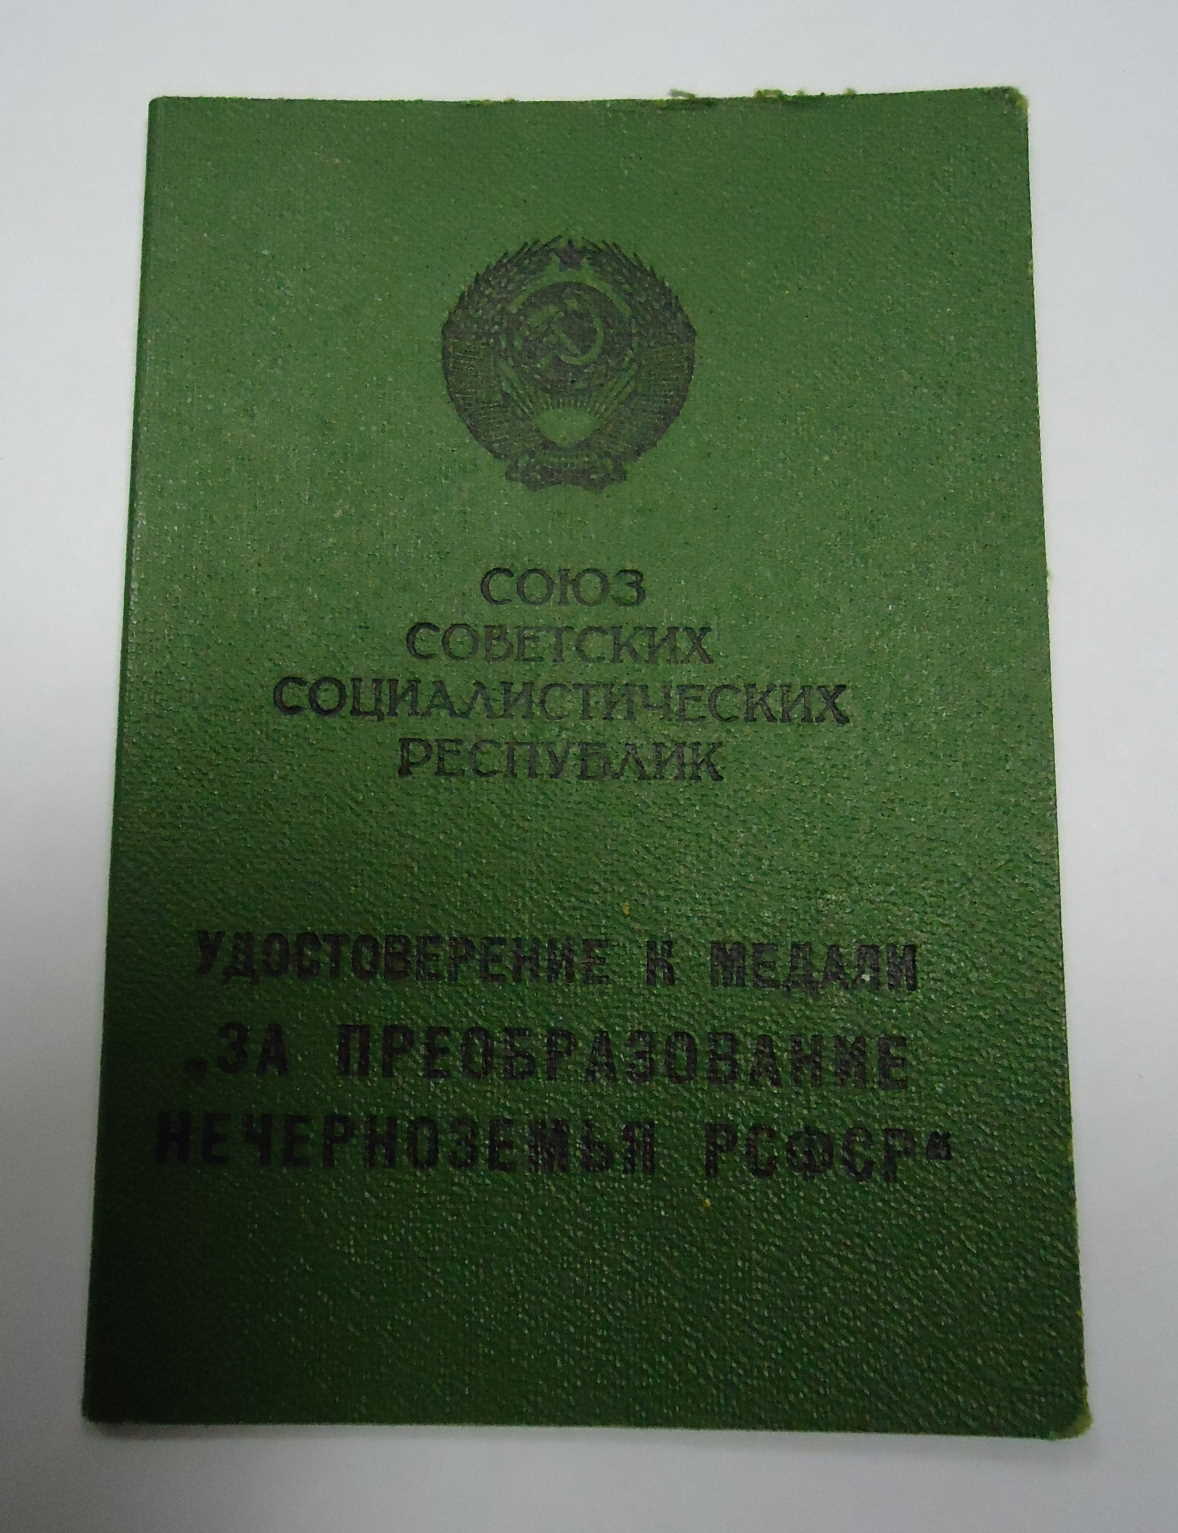 СОЮЗ
СОВЕТСКИХ
СОЦИАЛИСТИЧЕСКИХ
РЕСПУБЛИК
УДОСТОВЕРЕНИЕ К МЕДАЛИ
„ЗА ПРЕОБРАЗОВАНИЕ
НЕЧЕРНОЗЕМЬЯ РСФСР“